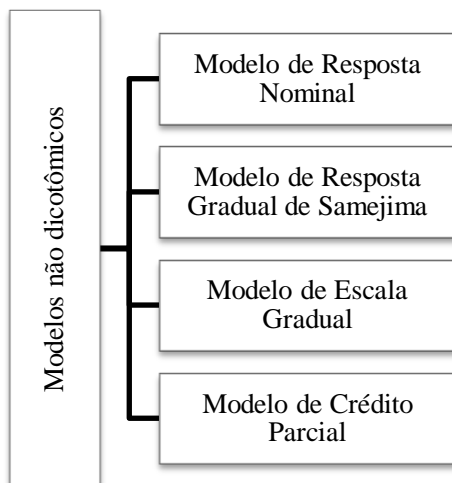 Modelos não dicotômicos
Modelo de Resposta
Nominal
Modelo de Resposta
Gradual de Samejima
Modelo de Escala
Gradual
Modelo de Crédito
Parcial